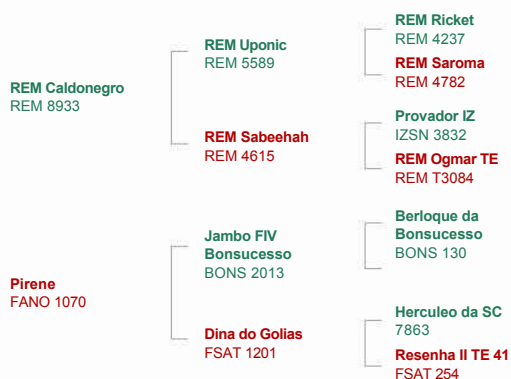 REM Caldonegro
REM 8933
REM Uponic
REM 5589
REM Ricket
REM 4237
REM Saroma
REM 4782
REM Sabeehah
REM 4615
Provador IZ
IZSN 3832
REM Ogmar TE
REM T3084
Pirene
FANO 1070
Jambo FIV
Bonsucesso
BONS 2013
Berloque da
Bonsucesso
BONS 130
Dina do Golias
FSAT 1201
Herculeo da SC
7863
Resenha II TE 41
FSAT 254